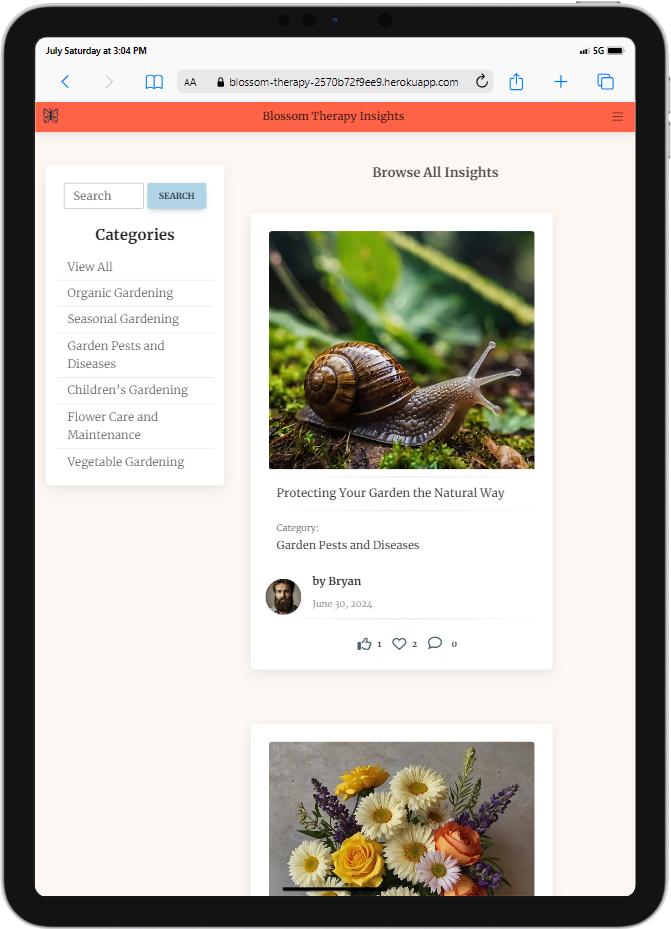 July Saturday at 3:04 PM
5G
AA
blossom-therapy-2570b72f9ee9.herokuapp.com
Blossom Therapy Insights
Search
SEARCH
Categories
View All
Organic Gardening
Seasonal Gardening
Garden Pests and
Diseases
Children’s Gardening
Flower Care and
Maintenance
Vegetable Gardening
Browse All Insights
Protecting Your Garden the Natural Way
Category:
Garden Pests and Diseases
by Bryan
June 30, 2024
1 2 0